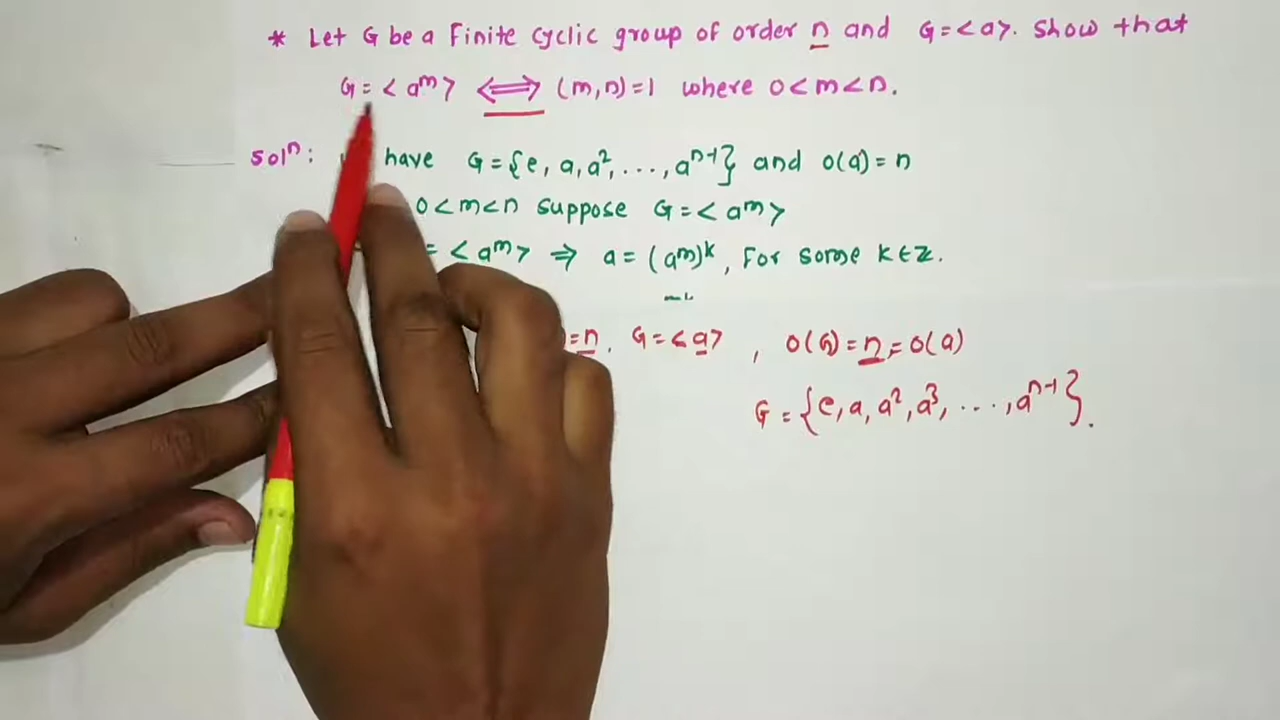 * Let G be a Finite cyclic group of order n and G=<a>. Show that
G=<a^m> ⟺ (m,n)=1 where 0<m<n.
Solⁿ: have G={e, a, a², ..., a^{n-1}} and o(a)=n
0<m<n suppose G=<a^m>
<a^m> ⇒ a=(a^m)^k, For some k∈ℤ.
=n, G=<a>, o(G)=n=o(a)
G={e, a, a², a³, ..., a^{n-1}}.